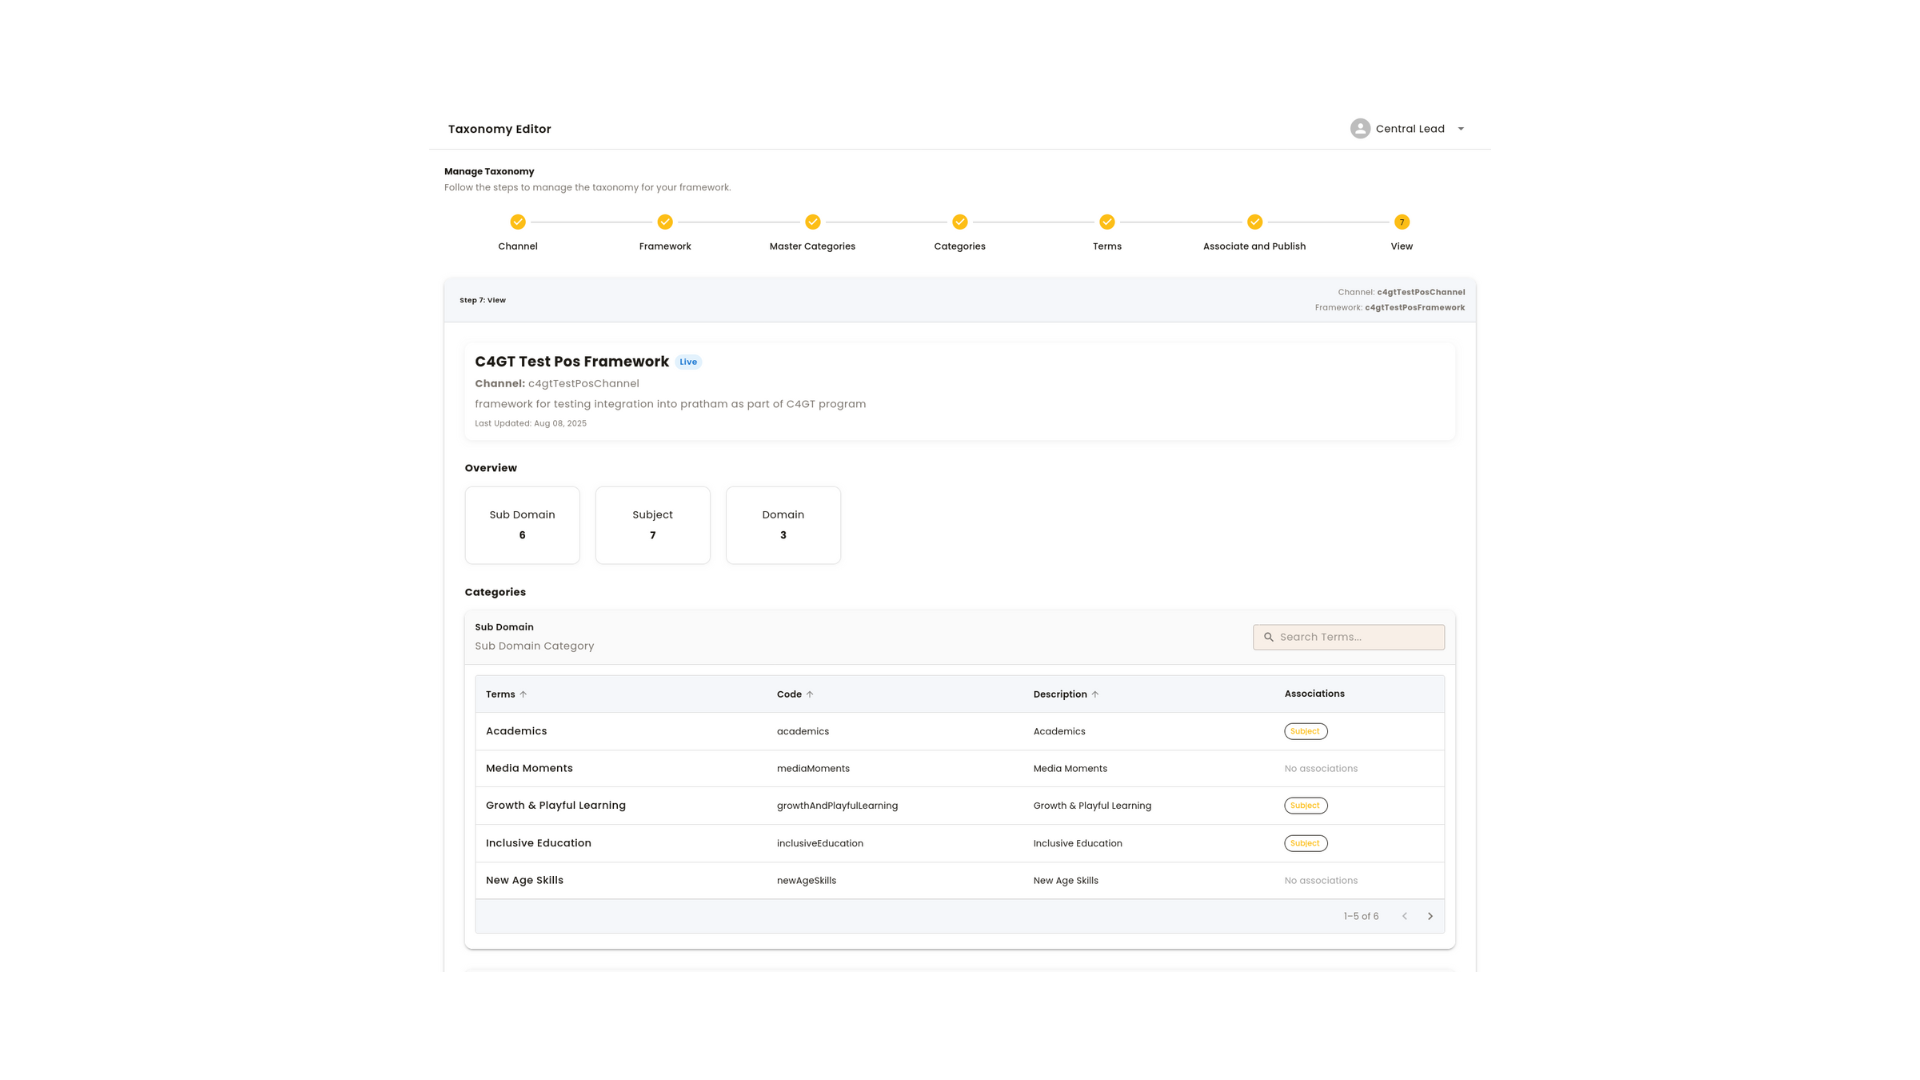 Taxonomy Editor
Central Lead
Manage Taxonomy
Follow the steps to manage the taxonomy for your framework.
7
Channel
Framework
Master Categories
Categories
Terms
Associate and Publish
View
Step 7: View
Channel: c4gtTestPosChannel
Framework: c4gtTestPosFramework
C4GT Test Pos Framework Live
Channel: c4gtTestPosChannel
framework for testing integration into pratham as part of C4GT program
Last Updated: Aug 08, 2025
Overview
Sub Domain
6
Subject
7
Domain
3
Categories
Sub Domain
Sub Domain Category
Search Terms...
Terms Code Description Associations
Academics academics Academics Subject
Media Moments mediaMoments Media Moments No associations
Growth & Playful Learning growthAndPlayfulLearning Growth & Playful Learning Subject
Inclusive Education inclusiveEducation Inclusive Education Subject
New Age Skills newAgeSkills New Age Skills No associations
1–5 of 6